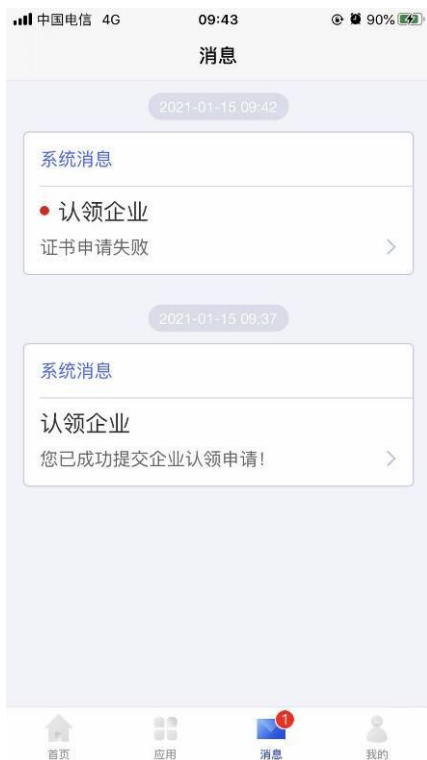 中国电信 4G 09:43 90%
消息
2021-01-15 09:42
系统消息
认领企业
证书申请失败
2021-01-15 09:37
系统消息
认领企业
您已成功提交企业认领申请!
1
首页 应用 消息 我的